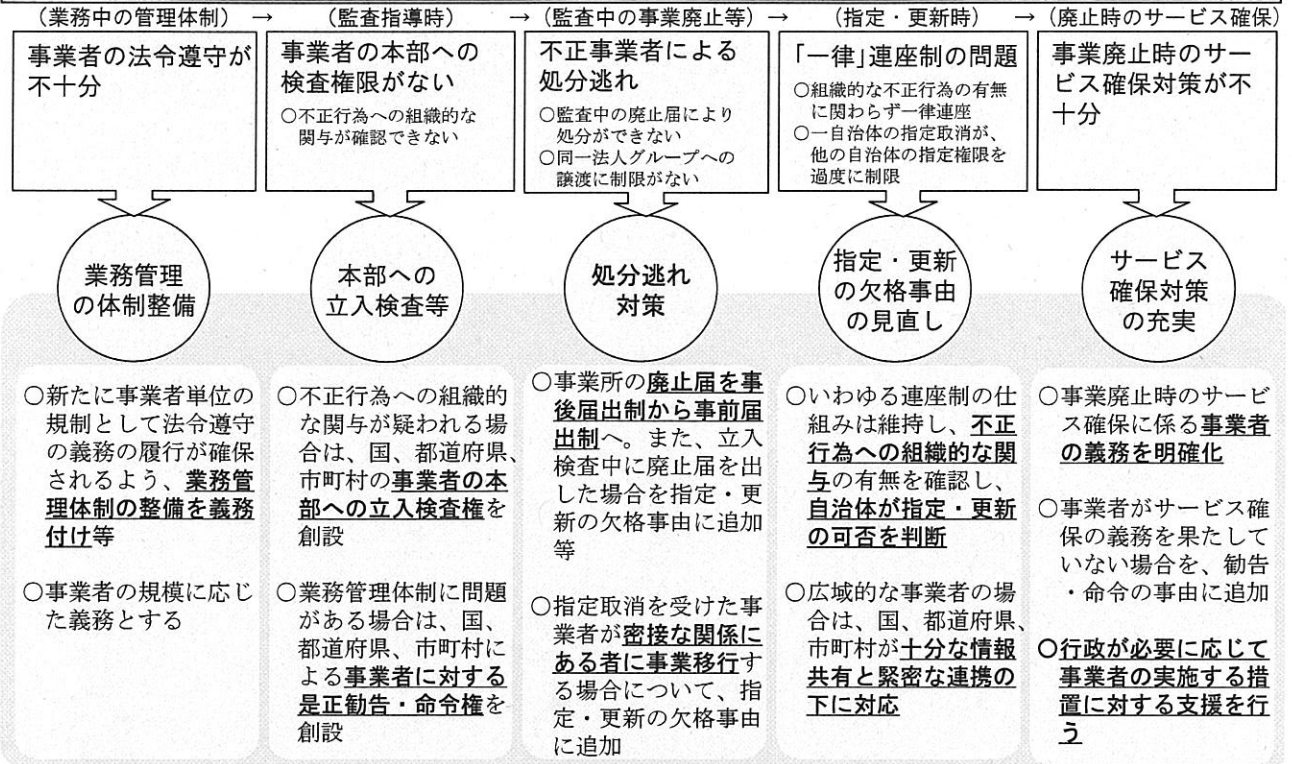 (業務中の管理体制) → (監査指導時) → (監査中の事業廃止等) → (指定・更新時) → (廃止時のサービス確保)
事業者の法令遵守が
不十分
事業者の本部への
検査権限がない
○不正行為への組織的な
関与が確認できない
不正事業者による
処分逃れ
○監査中の廃止届により
処分ができない
○同一法人グループへの
譲渡に制限がない
「一律」連座制の問題
○組織的な不正行為の有無
に関わらず一律連座
○一自治体の指定取消が、
他の自治体の指定権限を
過度に制限
事業廃止時のサー
ビス確保対策が不
十分
業務管理
の体制整備
本部への
立入検査等
処分逃れ
対策
指定・更新
の欠格事由
の見直し
サービス
確保対策
の充実
○新たに事業者単位の
規制として法令遵守
の義務の履行が確保
されるよう、業務管
理体制の整備を義務
付け等
○事業者の規模に応じ
た義務とする
○不正行為への組織的
な関与が疑われる場
合は、国、都道府県、
市町村の事業者の本
部への立入検査権を
創設
○業務管理体制に問題
がある場合は、国、
都道府県、市町村に
よる事業者に対する
是正勧告・命令権を
創設
○事業所の廃止届を事
後届出制から事前届
出制へ。また、立入
検査中に廃止届を出
した場合を指定・更
新の欠格事由に追加
等
○指定取消を受けた事
業者が密接な関係に
ある者に事業移行す
る場合について、指
定・更新の欠格事由
に追加
○いわゆる連座制の仕
組みは維持し、不正
行為への組織的な関
与の有無を確認し、
自治体が指定・更新
の可否を判断
○広域的な事業者の場
合は、国、都道府県、
市町村が十分な情報
共有と緊密な連携の
下に対応
○事業廃止時のサービ
ス確保に係る事業者
の義務を明確化
○事業者がサービス確
保の義務を果たして
いない場合を、勧告
・命令の事由に追加
○行政が必要に応じて
事業者の実施する措
置に対する支援を行
う